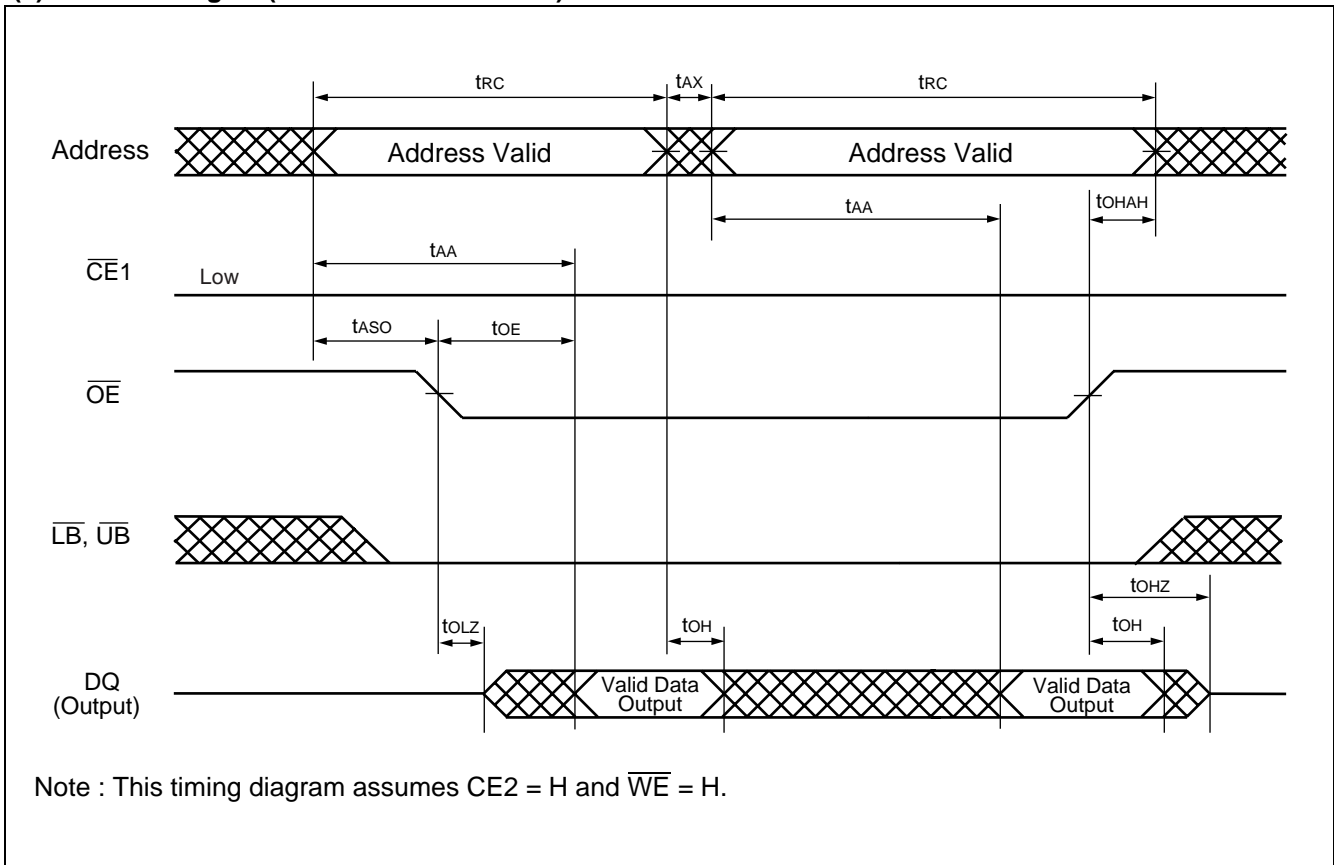 tRC tAX tRC
Address Address Valid Address Valid
tOHAH
tAA
tAA
CE1 Low
tASO tOE
OE
LB, UB
tOHZ
tOLZ tOH tOH
DQ
(Output)
Valid Data
Output
Valid Data
Output
Note : This timing diagram assumes CE2 = H and WE = H.